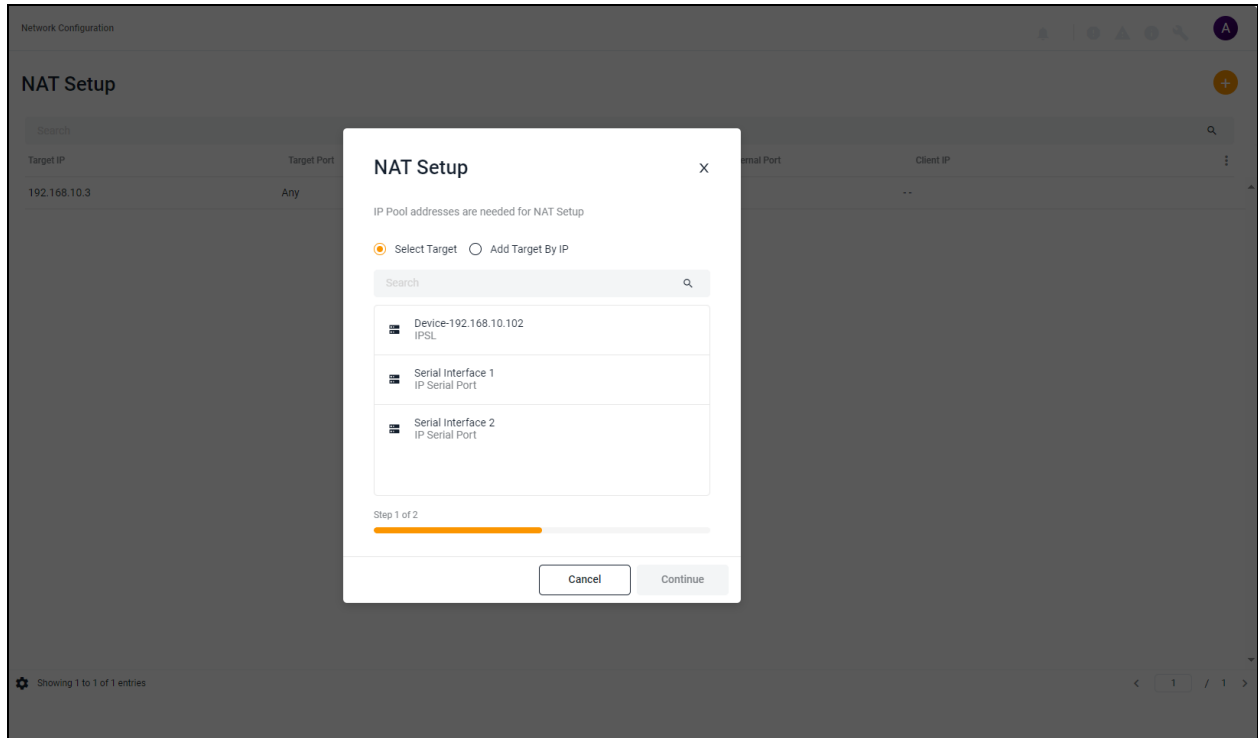 Network Configuration
A
NAT Setup
+
Search
Target IP Target Port ernal Port Client IP
192.168.10.3 Any --
NAT Setup X
IP Pool addresses are needed for NAT Setup
Select Target Add Target By IP
Search
Device-192.168.10.102
IPSL
Serial Interface 1
IP Serial Port
Serial Interface 2
IP Serial Port
Step 1 of 2
Cancel Continue
Showing 1 to 1 of 1 entries < 1 / 1 >